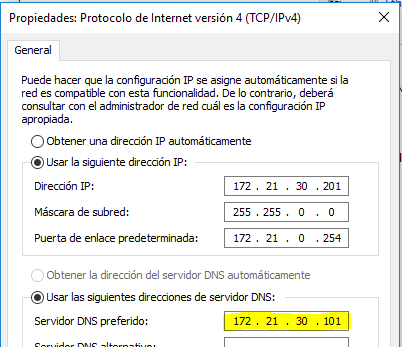 Propiedades: Protocolo de Internet versión 4 (TCP/IPv4)
General
Puede hacer que la configuración IP se asigne automáticamente si la
red es compatible con esta funcionalidad. De lo contrario, deberá
consultar con el administrador de red cuál es la configuración IP
apropiada.
Obtener una dirección IP automáticamente
Usar la siguiente dirección IP:
Dirección IP: 172 . 21 . 30 . 201
Máscara de subred: 255 . 255 . 0 . 0
Puerta de enlace predeterminada: 172 . 21 . 0 . 254
Obtener la dirección del servidor DNS automáticamente
Usar las siguientes direcciones de servidor DNS:
Servidor DNS preferido: 172 . 21 . 30 . 101
Servidor DNS alternativo: